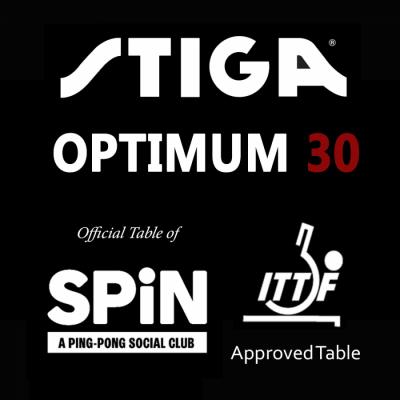 STIGA®
OPTIMUM 30
Official Table of
SPiN
A PING-PONG SOCIAL CLUB
ITTF
Approved Table